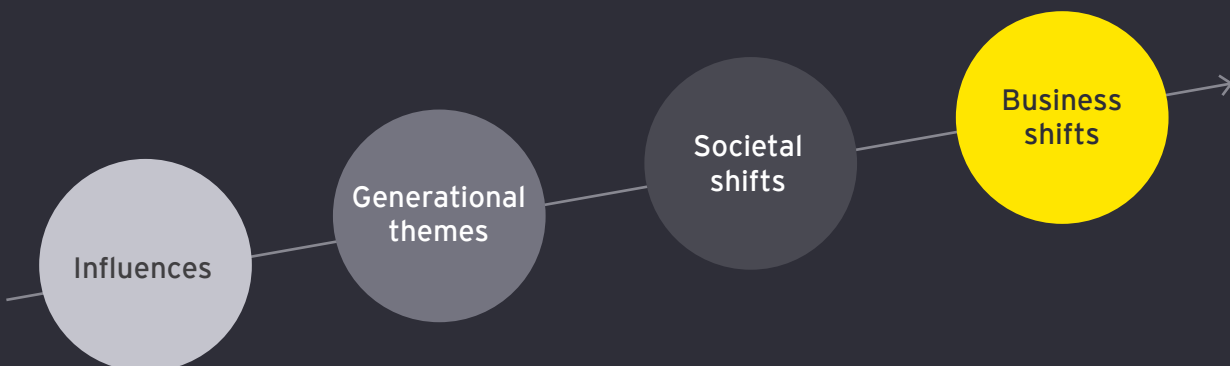 Influences
Generational
themes
Societal
shifts
Business
shifts